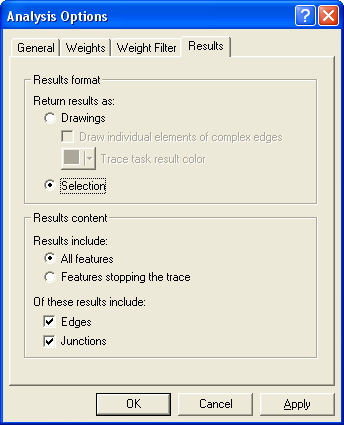 Analysis Options
General Weights Weight Filter Results
Results format
Return results as:
Drawings
Draw individual elements of complex edges
Trace task result color
Selection
Results content
Results include:
All features
Features stopping the trace
Of these results include:
Edges
Junctions
OK Cancel Apply